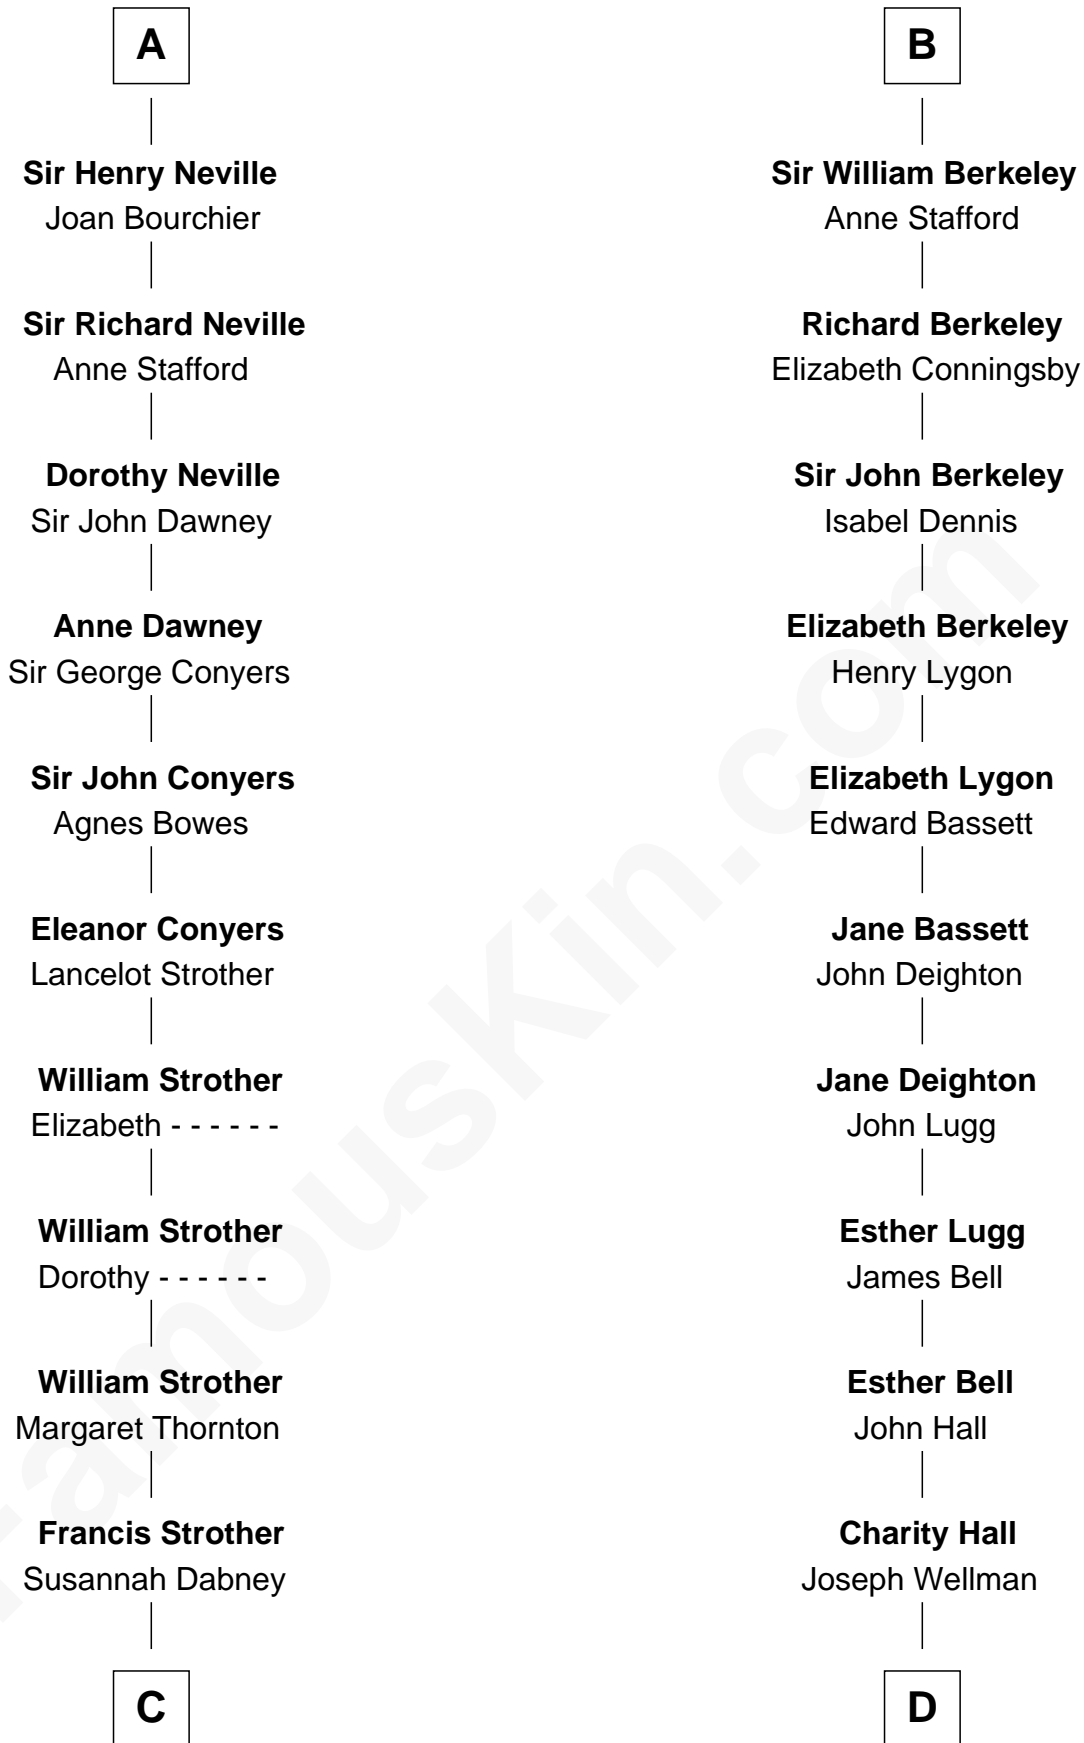 A
Sir Henry Neville
Joan Bourchier
Sir Richard Neville
Anne Stafford
Dorothy Neville
Sir John Dawney
Anne Dawney
Sir George Conyers
Sir John Conyers
Agnes Bowes
Eleanor Conyers
Lancelot Strother
William Strother
Elizabeth - - - - - -
William Strother
Dorothy - - - - - -
William Strother
Margaret Thornton
Francis Strother
Susannah Dabney
C
B
Sir William Berkeley
Anne Stafford
Richard Berkeley
Elizabeth Conningsby
Sir John Berkeley
Isabel Dennis
Elizabeth Berkeley
Henry Lygon
Elizabeth Lygon
Edward Bassett
Jane Bassett
John Deighton
Jane Deighton
John Lugg
Esther Lugg
James Bell
Esther Bell
John Hall
Charity Hall
Joseph Wellman
D
FamousKin.com